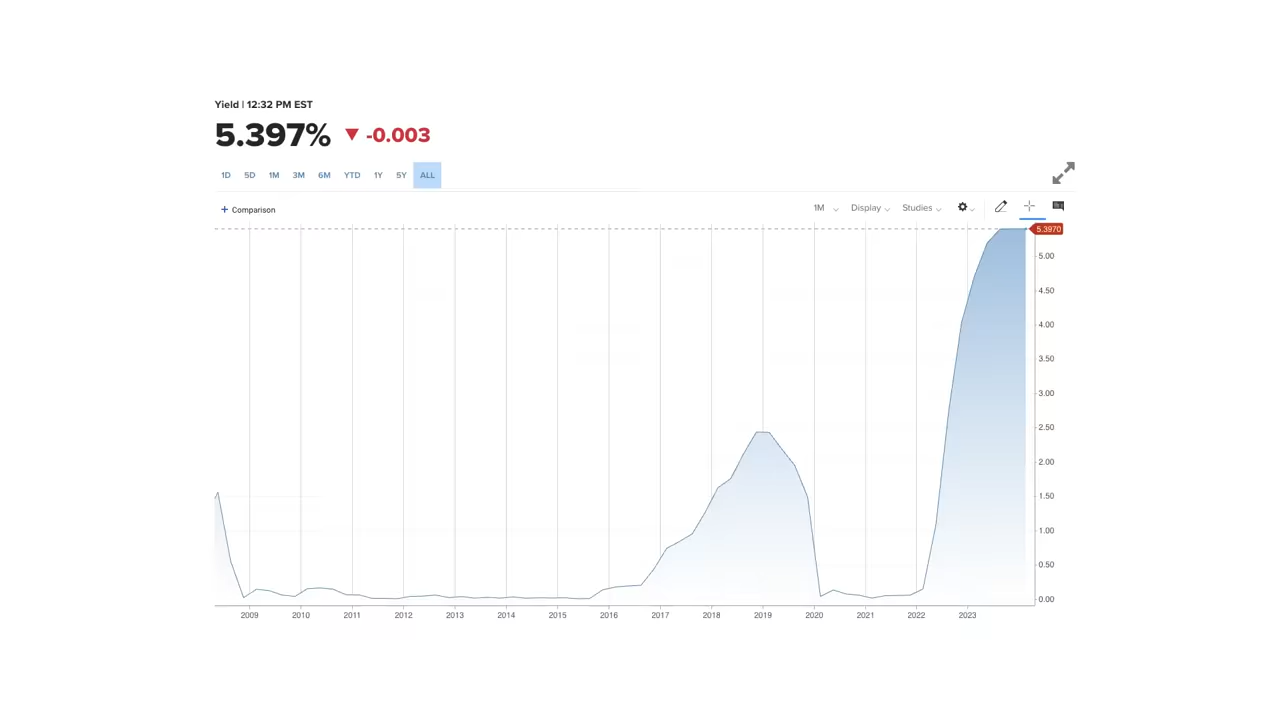 Yield | 12:32 PM EST
5.397% ▼ -0.003
1D 5D 1M 3M 6M YTD 1Y 5Y ALL
+ Comparison 1M Display Studies
5.3970
5.00
4.50
4.00
3.50
3.00
2.50
2.00
1.50
1.00
0.50
0.00
2009 2010 2011 2012 2013 2014 2015 2016 2017 2018 2019 2020 2021 2022 2023